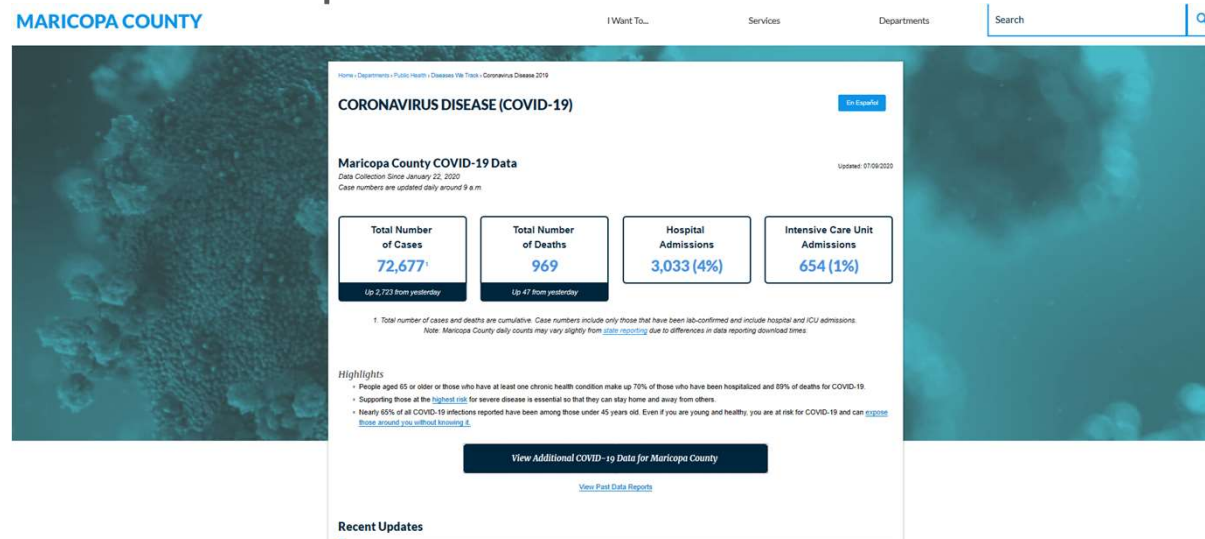 MARICOPA COUNTY
I Want To...
Services
Departments
Search
Home › Departments › Public Health › Diseases We Track › Coronavirus Disease 2019
CORONAVIRUS DISEASE (COVID-19)
En Español
Maricopa County COVID-19 Data
Updated: 07/09/2020
Data Collection Since January 22, 2020
Case numbers are updated daily around 9 a.m.
Total Number
of Cases
72,677¹
Up 2,723 from yesterday
Total Number
of Deaths
969
Up 47 from yesterday
Hospital
Admissions
3,033 (4%)
Intensive Care Unit
Admissions
654 (1%)
1. Total number of cases and deaths are cumulative. Case numbers include only those that have been lab-confirmed and include hospital and ICU admissions.
Note: Maricopa County daily counts may vary slightly from state reporting due to differences in data reporting download times.
Highlights
• People aged 65 or older or those who have at least one chronic health condition make up 70% of those who have been hospitalized and 89% of deaths for COVID-19.
• Supporting those at the highest risk for severe disease is essential so that they can stay home and away from others.
• Nearly 65% of all COVID-19 infections reported have been among those under 45 years old. Even if you are young and healthy, you are at risk for COVID-19 and can expose
those around you without knowing it.
View Additional COVID-19 Data for Maricopa County
View Past Data Reports
Recent Updates